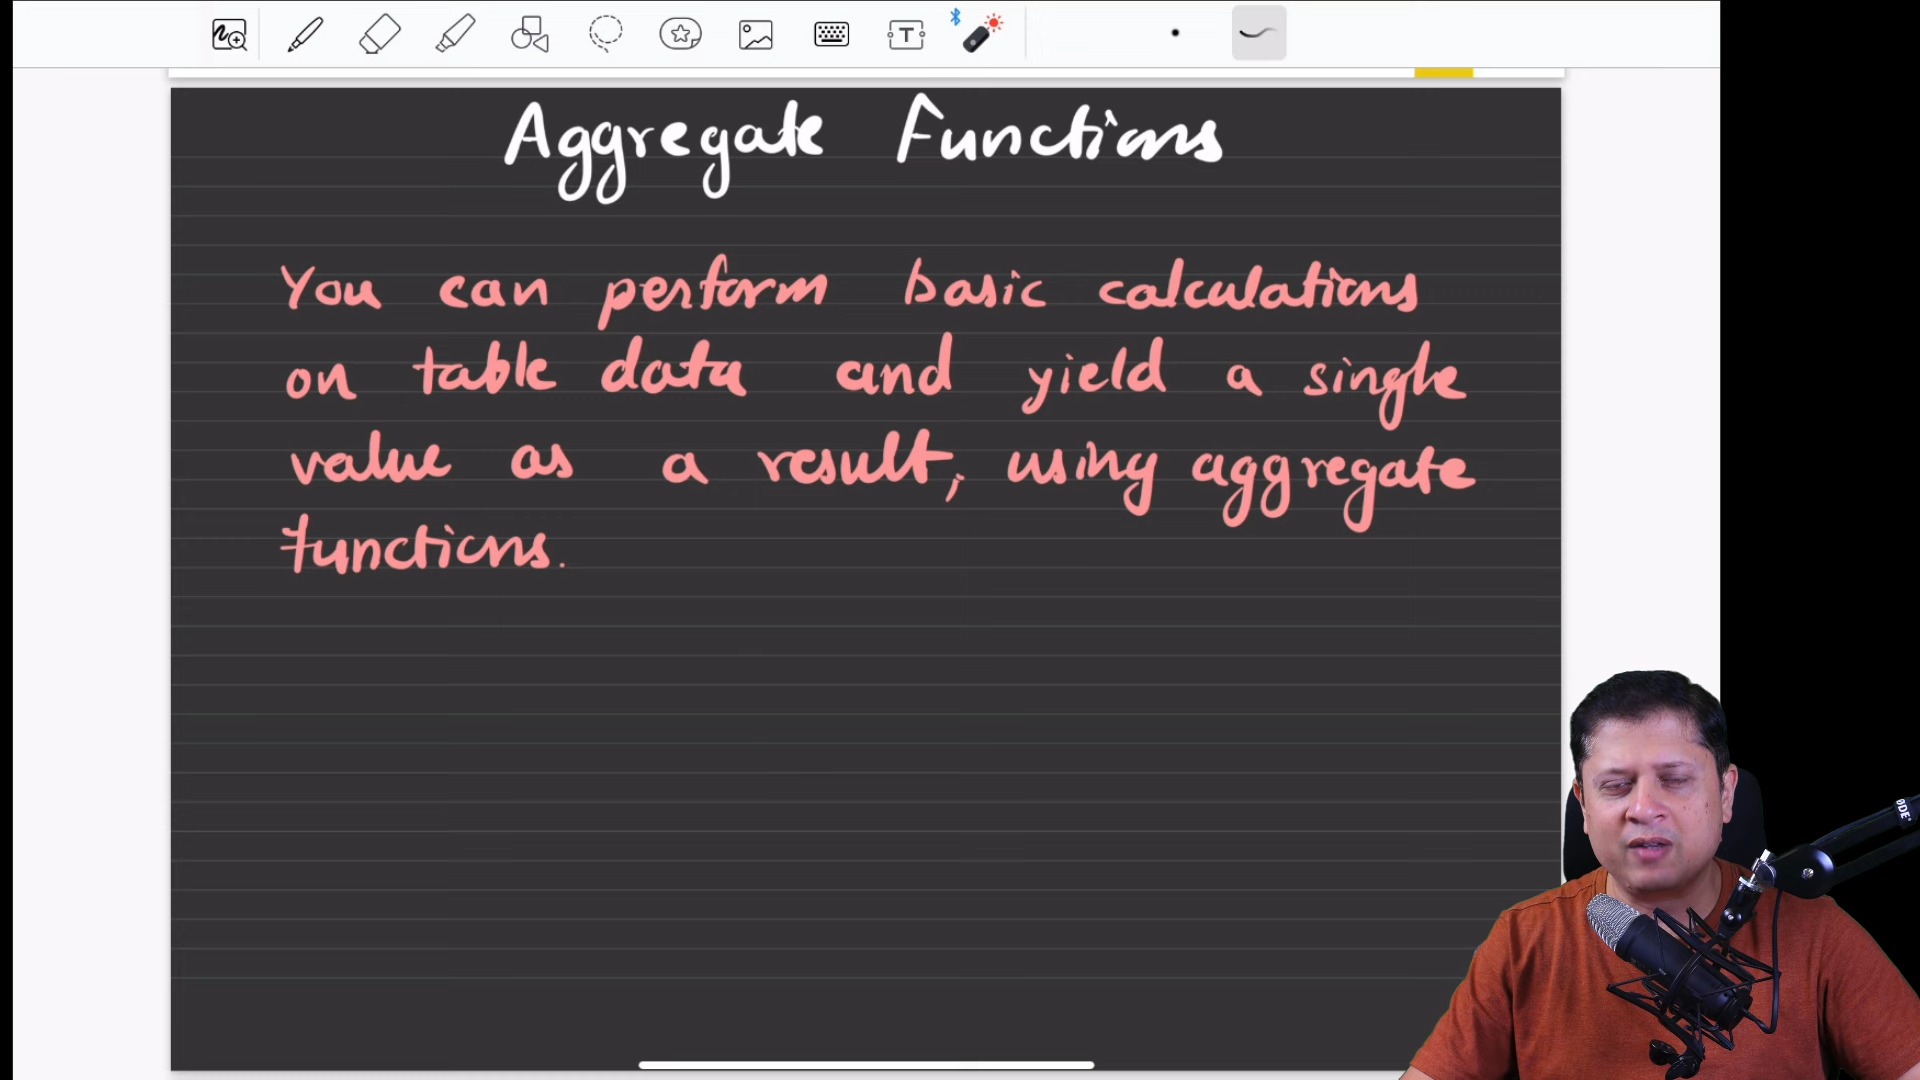 Aggregate Functions
You can perform basic calculations
on table data and yield a single
value as a result, using aggregate
functions.
T
RODE